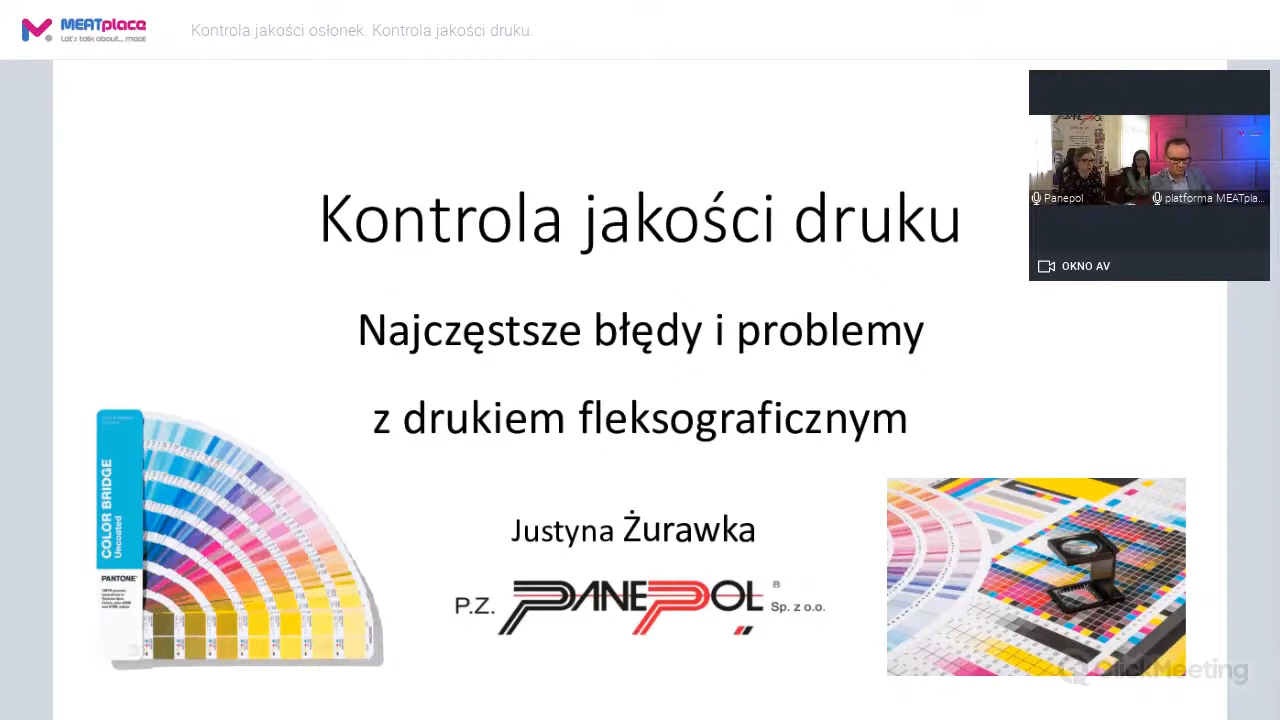 MEATplace
Let's talk about... meat
Kontrola jakości osłonek. Kontrola jakości druku.
PANEPOL
Panepol
platforma MEATpla...
OKNO AV
Kontrola jakości druku
Najczęstsze błędy i problemy
z drukiem fleksograficznym
Justyna Żurawka
P.Z. PANEPOL ® Sp. z o.o.
COLOR BRIDGE
Uncoated
PANTONE®
ClickMeeting